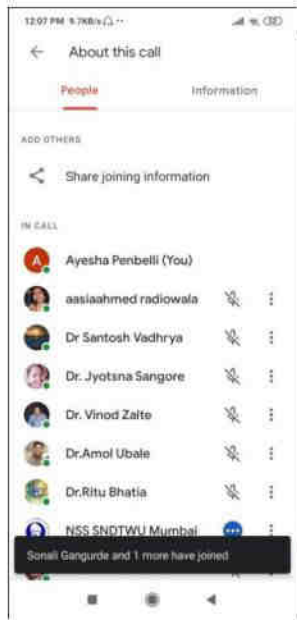 12:07 PM 9.7KB/s
About this call
People Information
ADD OTHERS
Share joining information
IN CALL
A Ayesha Penbelli (You)
aasiaahmed radiowala
Dr Santosh Vadhrya
Dr. Jyotsna Sangore
Dr. Vinod Zalte
Dr.Amol Ubale
Dr.Ritu Bhatia
NSS SNDTWU Mumbai
Sonali Gangurde and 1 more have joined